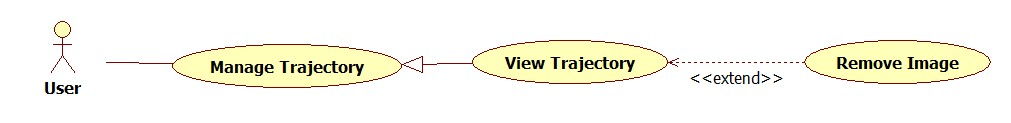 User
Manage Trajectory
View Trajectory
<<extend>>
Remove Image